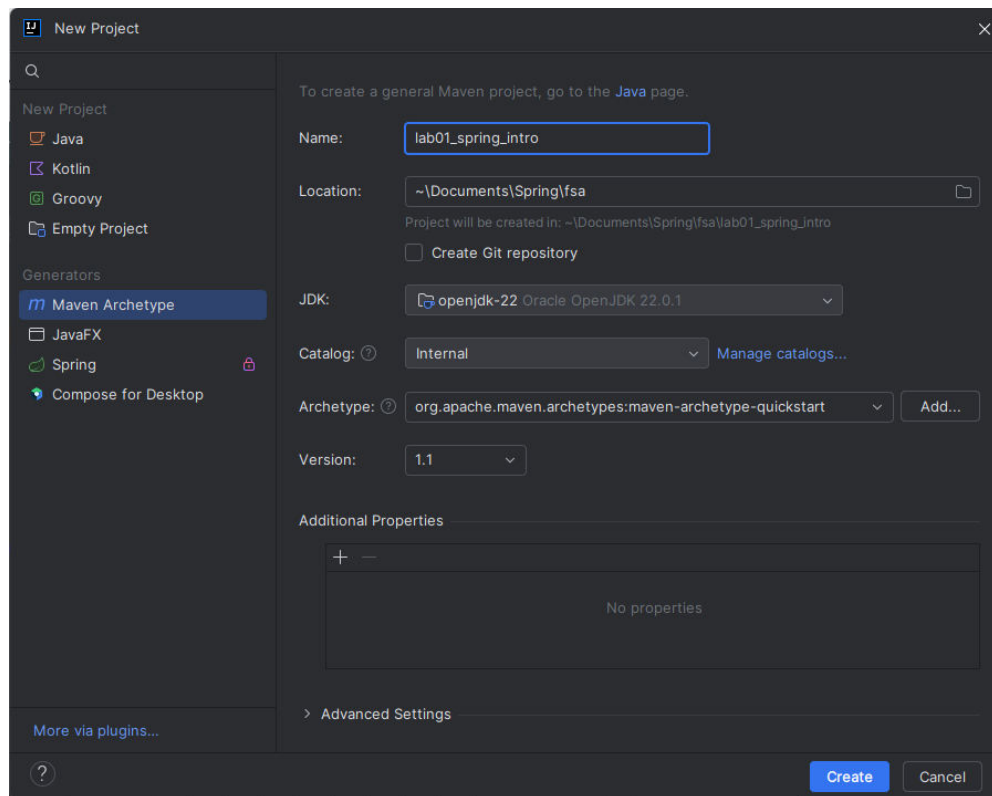 New Project
New Project
Java
Kotlin
Groovy
Empty Project
Generators
Maven Archetype
JavaFX
Spring
Compose for Desktop
More via plugins...
To create a general Maven project, go to the Java page.
Name: lab01_spring_intro
Location: ~\Documents\Spring\fsa
Project will be created in: ~\Documents\Spring\fsa\lab01_spring_intro
Create Git repository
JDK: openjdk-22 Oracle OpenJDK 22.0.1
Catalog: ? Internal Manage catalogs...
Archetype: ? org.apache.maven.archetypes:maven-archetype-quickstart Add...
Version: 1.1
Additional Properties
No properties
Advanced Settings
? Create Cancel